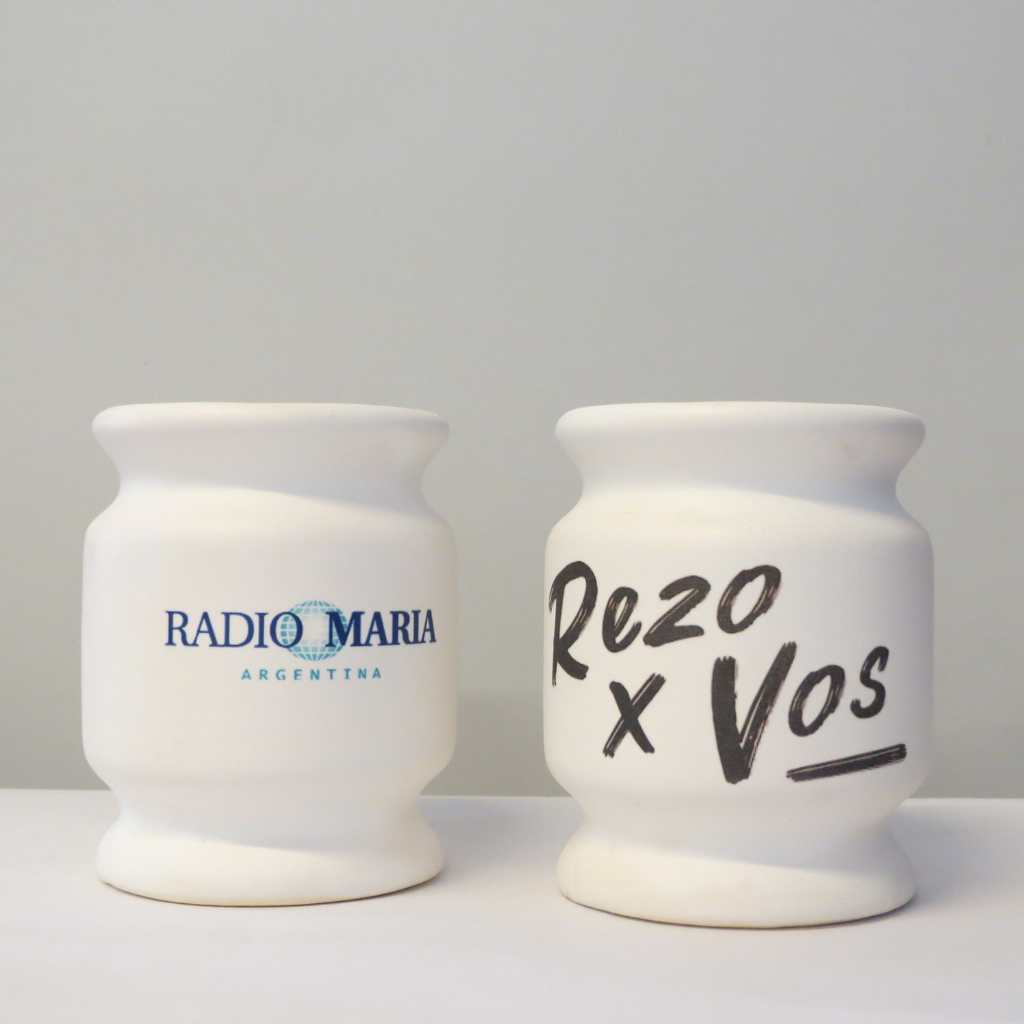 RADIO MARIA
ARGENTINA
Rezo
x Vos